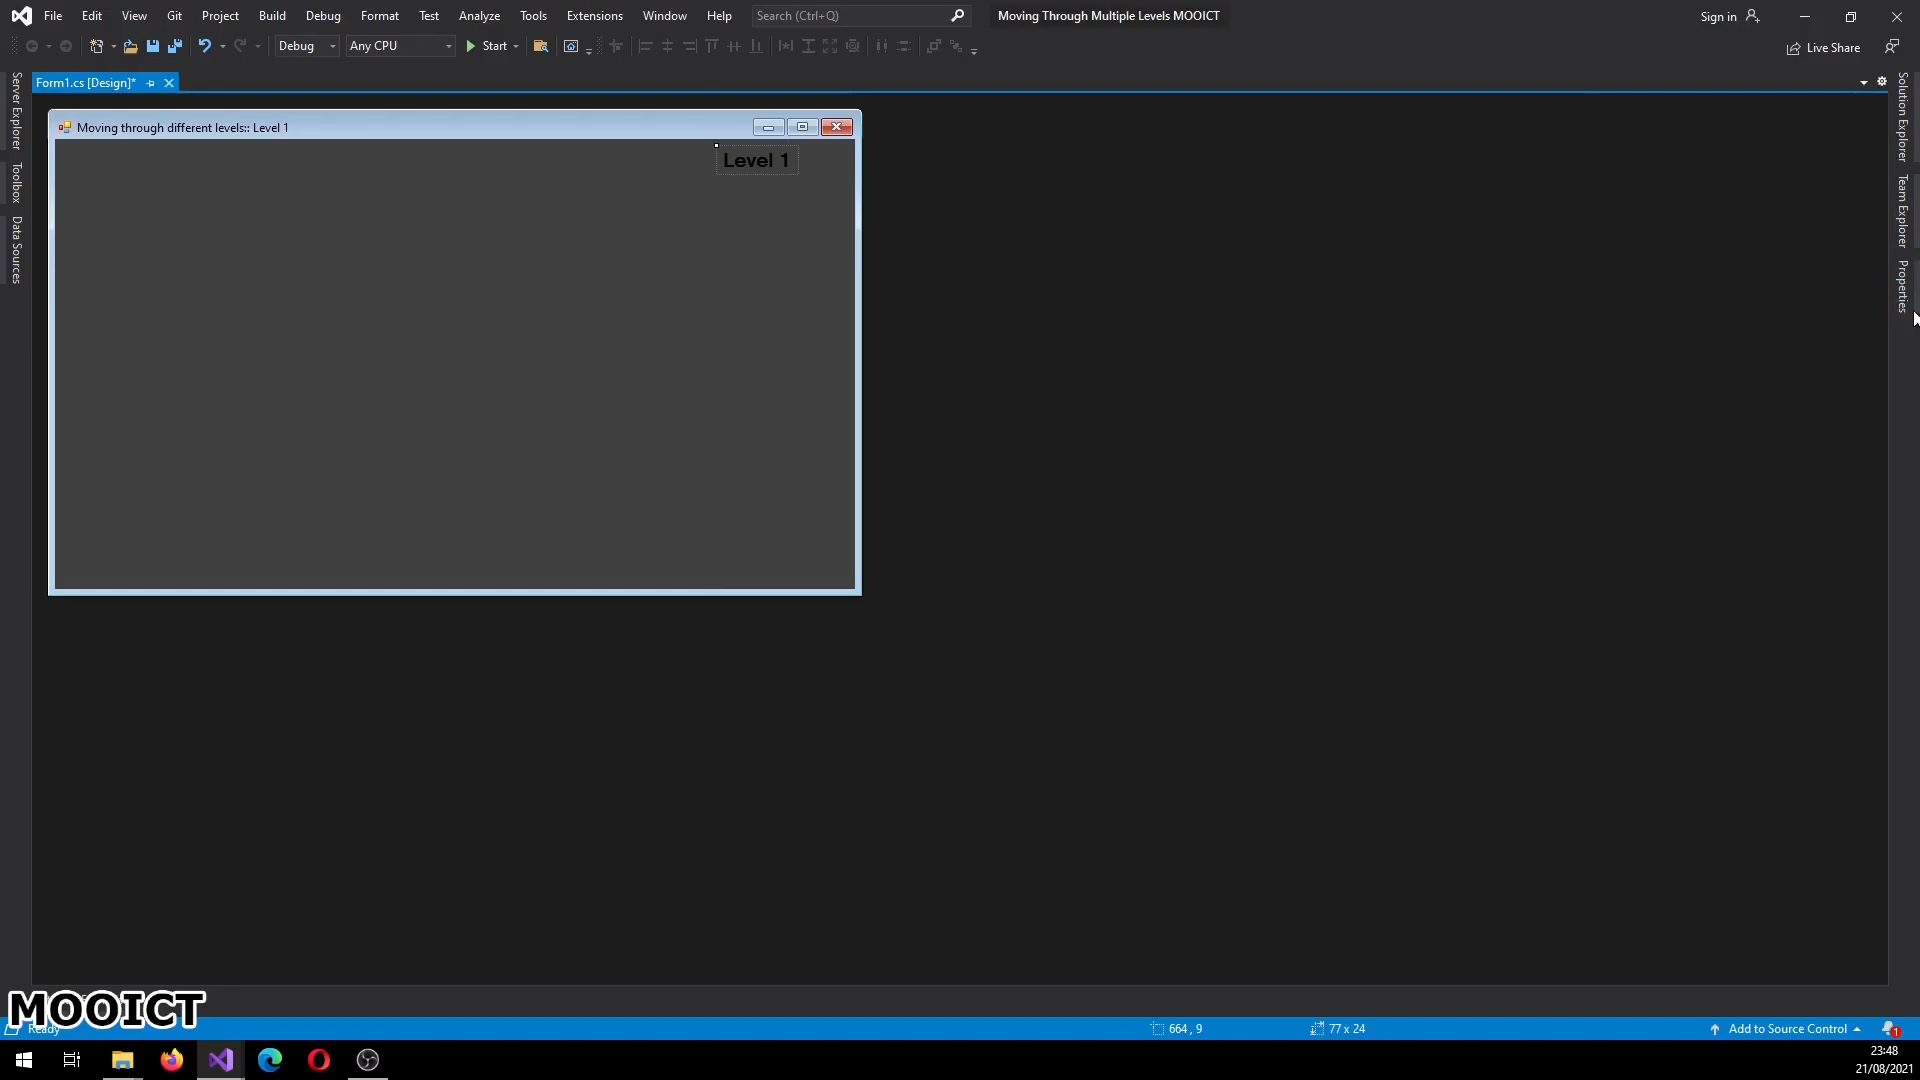 File Edit View Git Project Build Debug Format Test Analyze Tools Extensions Window Help Search (Ctrl+Q) Moving Through Multiple Levels MOOICT Sign in
Debug Any CPU Start Live Share
Form1.cs [Design]*
Server Explorer
Toolbox
Data Sources
Moving through different levels:: Level 1
Level 1
Solution Explorer
Team Explorer
Properties
MOOICT
Ready 664 , 9 77 x 24 Add to Source Control 1
23:48
21/08/2021